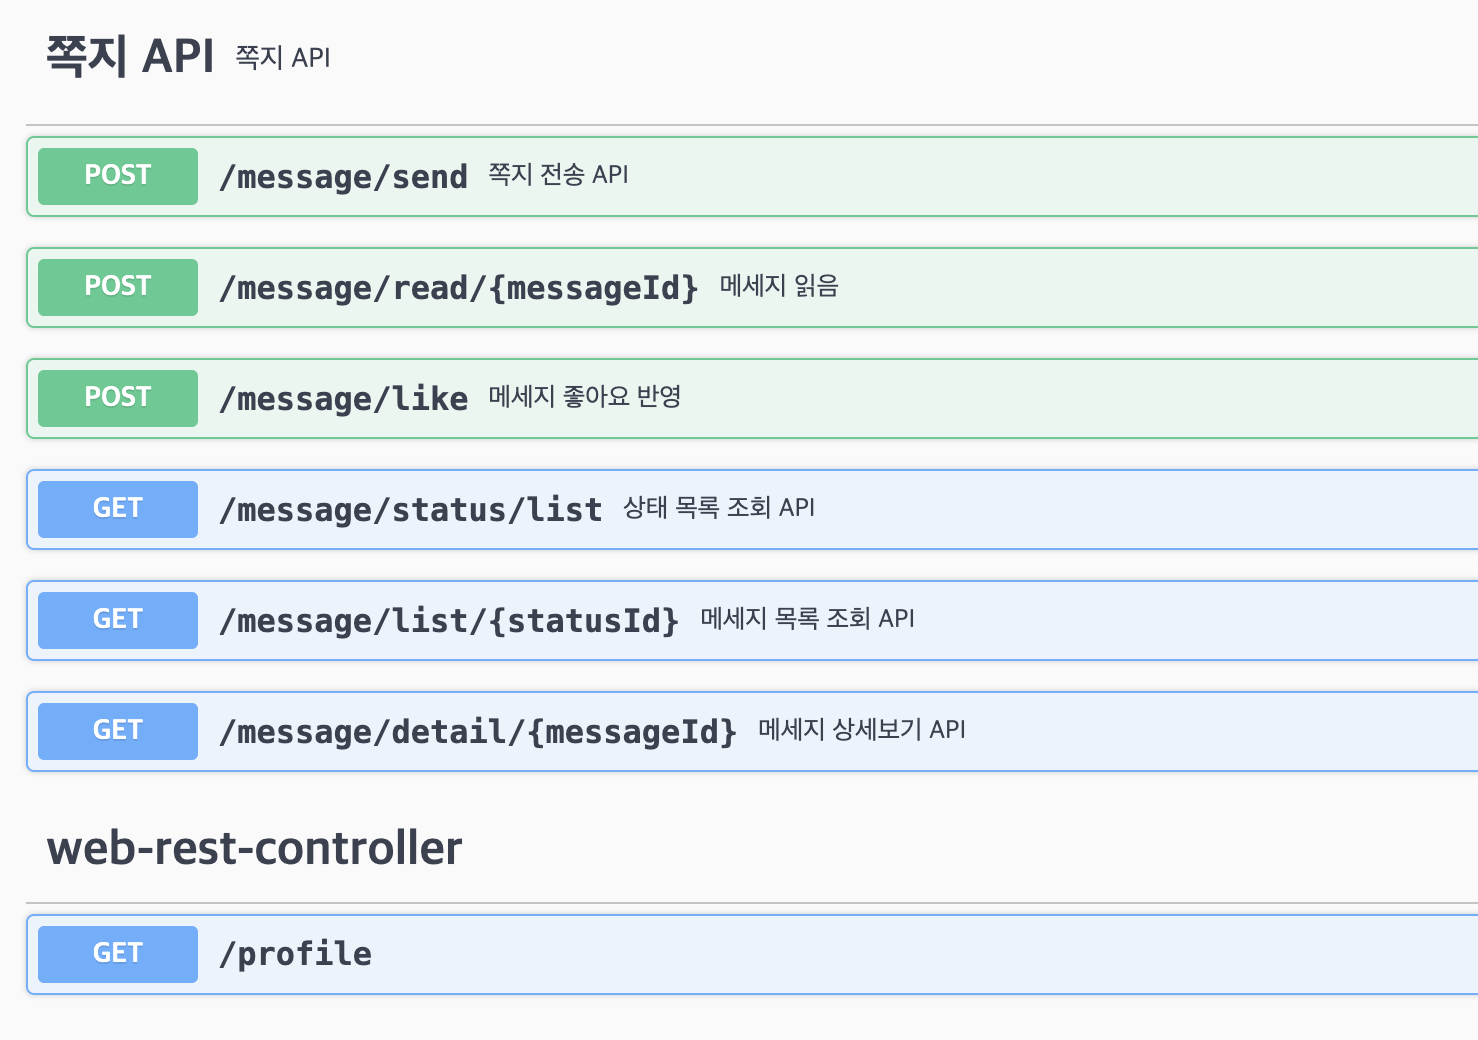 쪽지 API 쪽지 API
POST /message/send 쪽지 전송 API
POST /message/read/{messageId} 메세지 읽음
POST /message/like 메세지 좋아요 반영
GET /message/status/list 상태 목록 조회 API
GET /message/list/{statusId} 메세지 목록 조회 API
GET /message/detail/{messageId} 메세지 상세보기 API
web-rest-controller
GET /profile